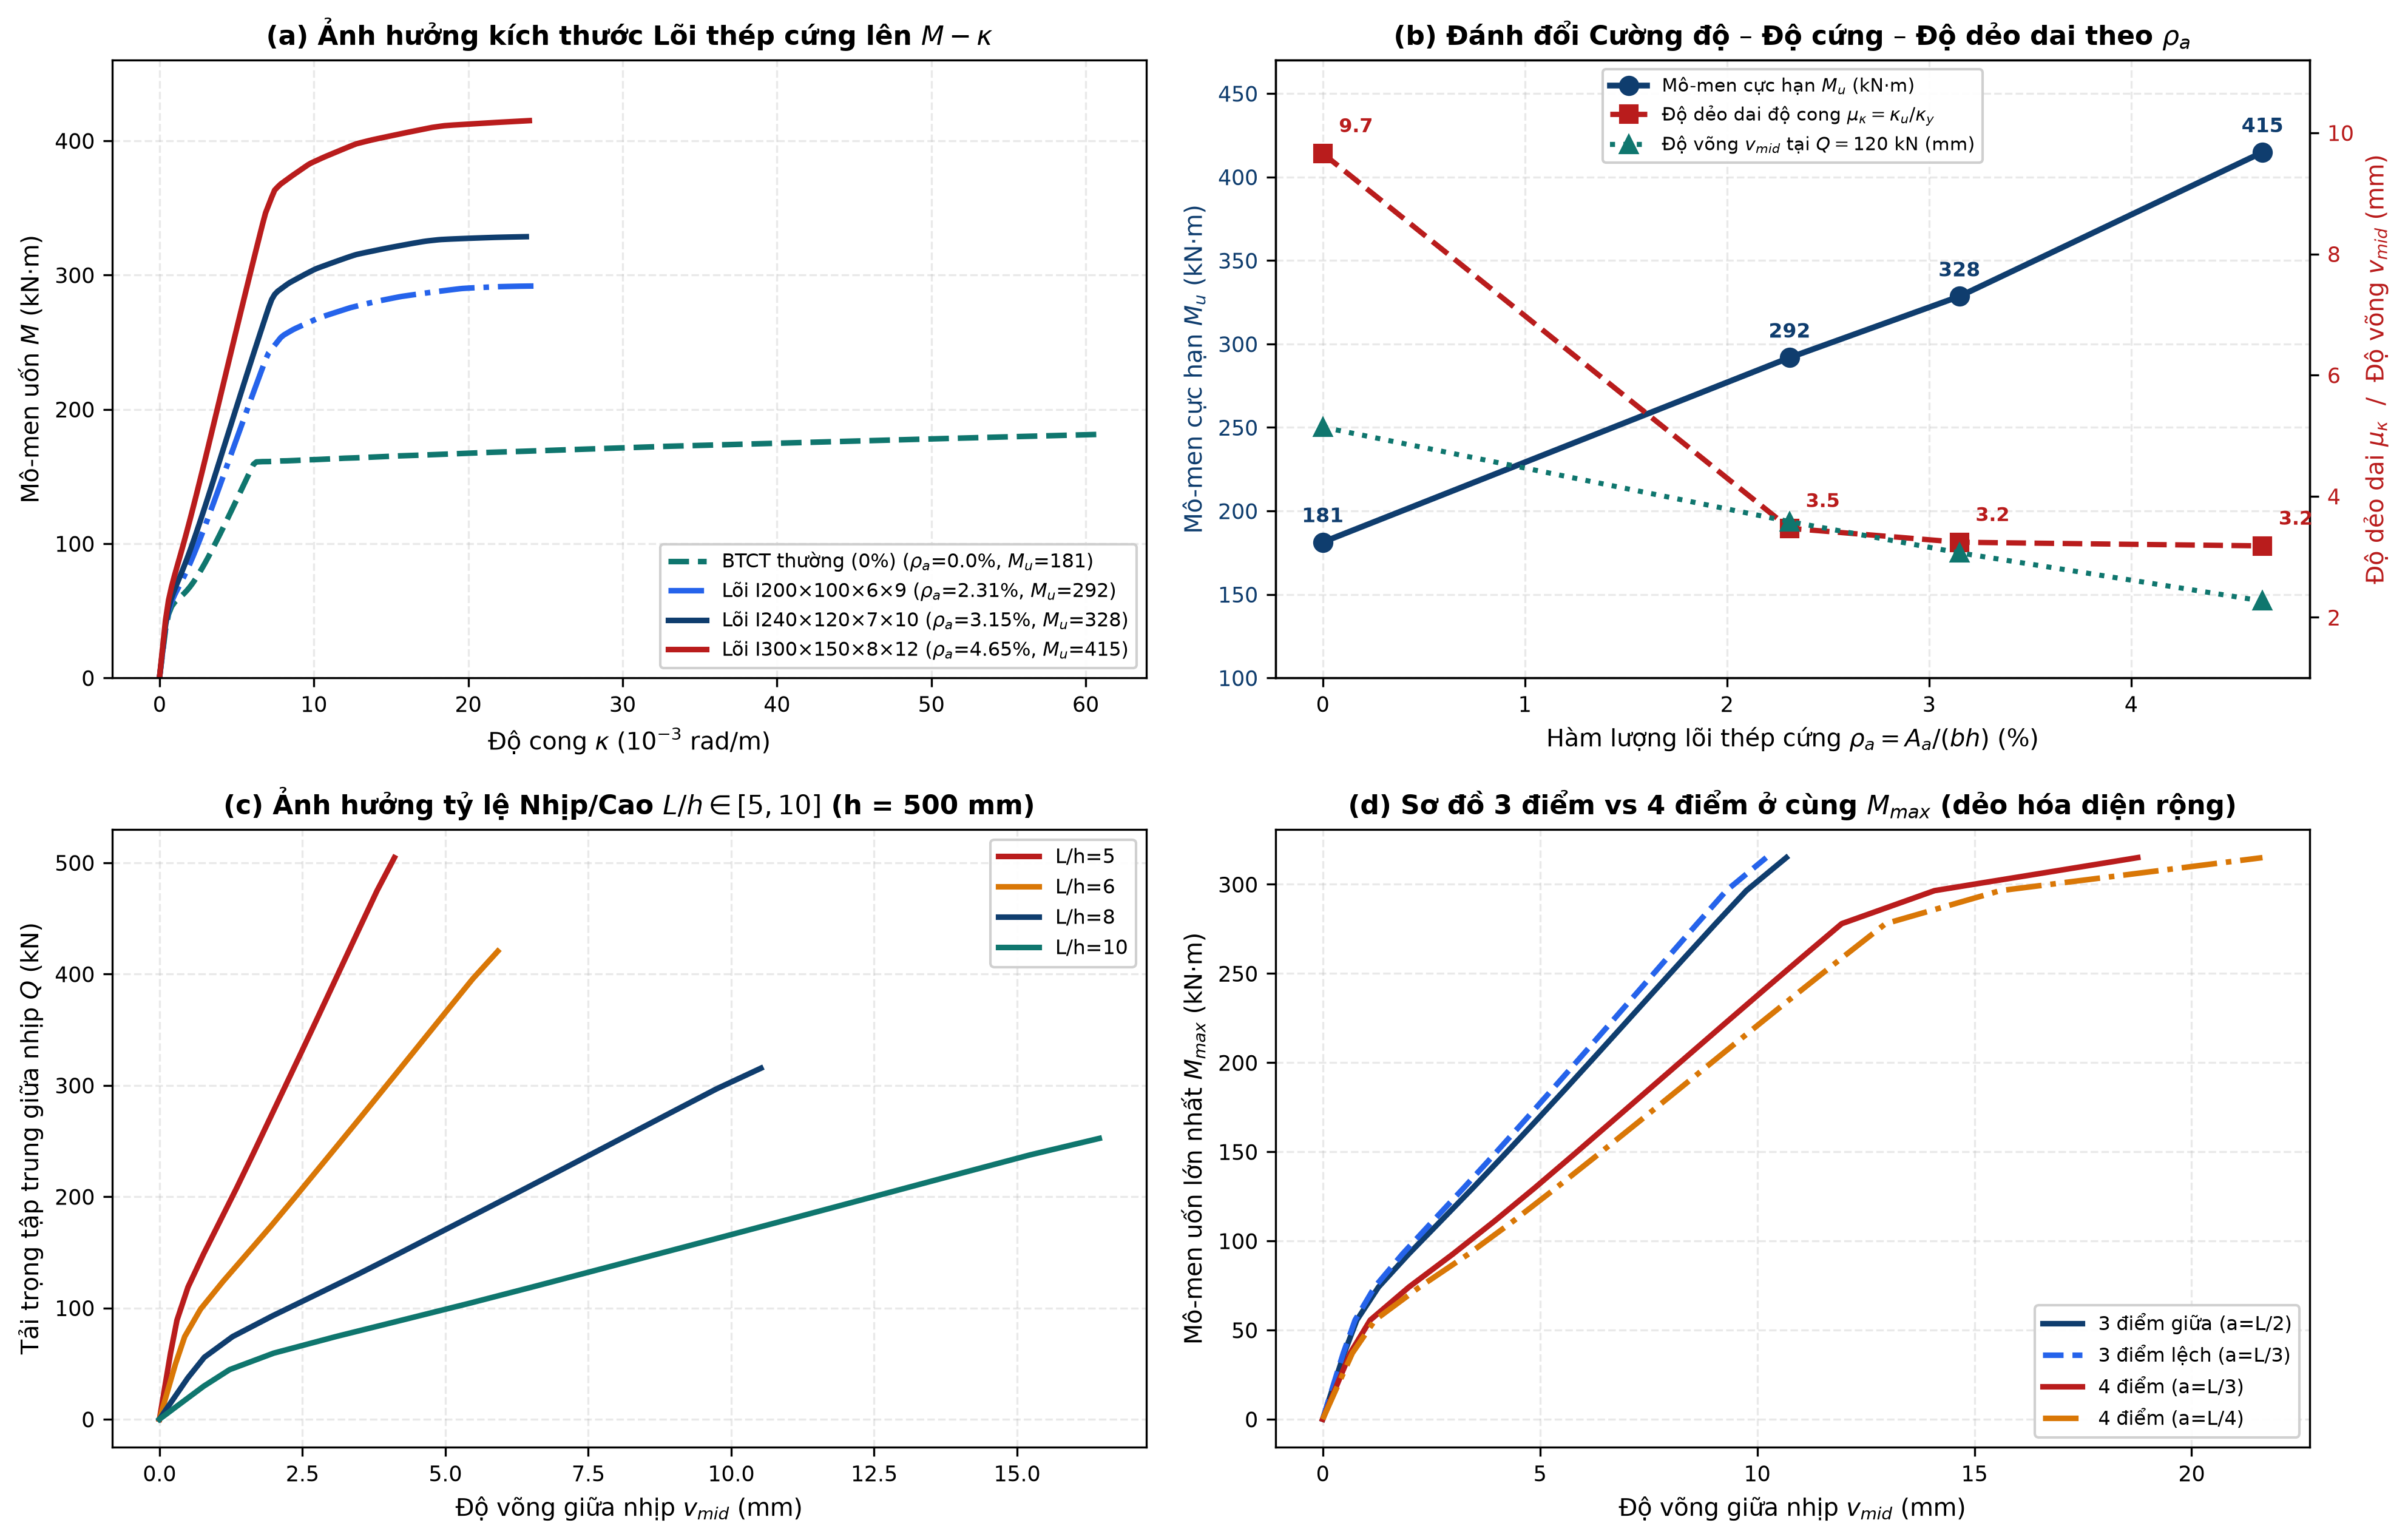 (a) Ảnh hưởng kích thước Lõi thép cứng lên M − κ
Mô-men uốn M (kN·m)
400
300
200
100
0
BTCT thường (0%) (ρₐ=0.0%, Mᵤ=181)
Lõi I200×100×6×9 (ρₐ=2.31%, Mᵤ=292)
Lõi I240×120×7×10 (ρₐ=3.15%, Mᵤ=328)
Lõi I300×150×8×12 (ρₐ=4.65%, Mᵤ=415)
0 10 20 30 40 50 60
Độ cong κ (10⁻³ rad/m)
(b) Đánh đổi Cường độ – Độ cứng – Độ dẻo dai theo ρₐ
Mô-men cực hạn Mᵤ (kN·m)
450
400
350
300
250
200
150
100
Mô-men cực hạn Mᵤ (kN·m)
Độ dẻo dai độ cong μ_κ = κᵤ/κ_y
Độ võng v_mid tại Q = 120 kN (mm)
9.7
415
328
292
181
3.5
3.2
3.2
10
8
6
4
2
Độ dẻo dai μ_κ / Độ võng v_mid (mm)
0 1 2 3 4
Hàm lượng lõi thép cứng ρₐ = Aₐ/(bh) (%)
(c) Ảnh hưởng tỷ lệ Nhịp/Cao L/h ∈ [5, 10] (h = 500 mm)
Tải trọng tập trung giữa nhịp Q (kN)
500
400
300
200
100
0
L/h=5
L/h=6
L/h=8
L/h=10
0.0 2.5 5.0 7.5 10.0 12.5 15.0
Độ võng giữa nhịp v_mid (mm)
(d) Sơ đồ 3 điểm vs 4 điểm ở cùng M_max (dẻo hóa diện rộng)
Mô-men uốn lớn nhất M_max (kN·m)
300
250
200
150
100
50
0
3 điểm giữa (a=L/2)
3 điểm lệch (a=L/3)
4 điểm (a=L/3)
4 điểm (a=L/4)
0 5 10 15 20
Độ võng giữa nhịp v_mid (mm)